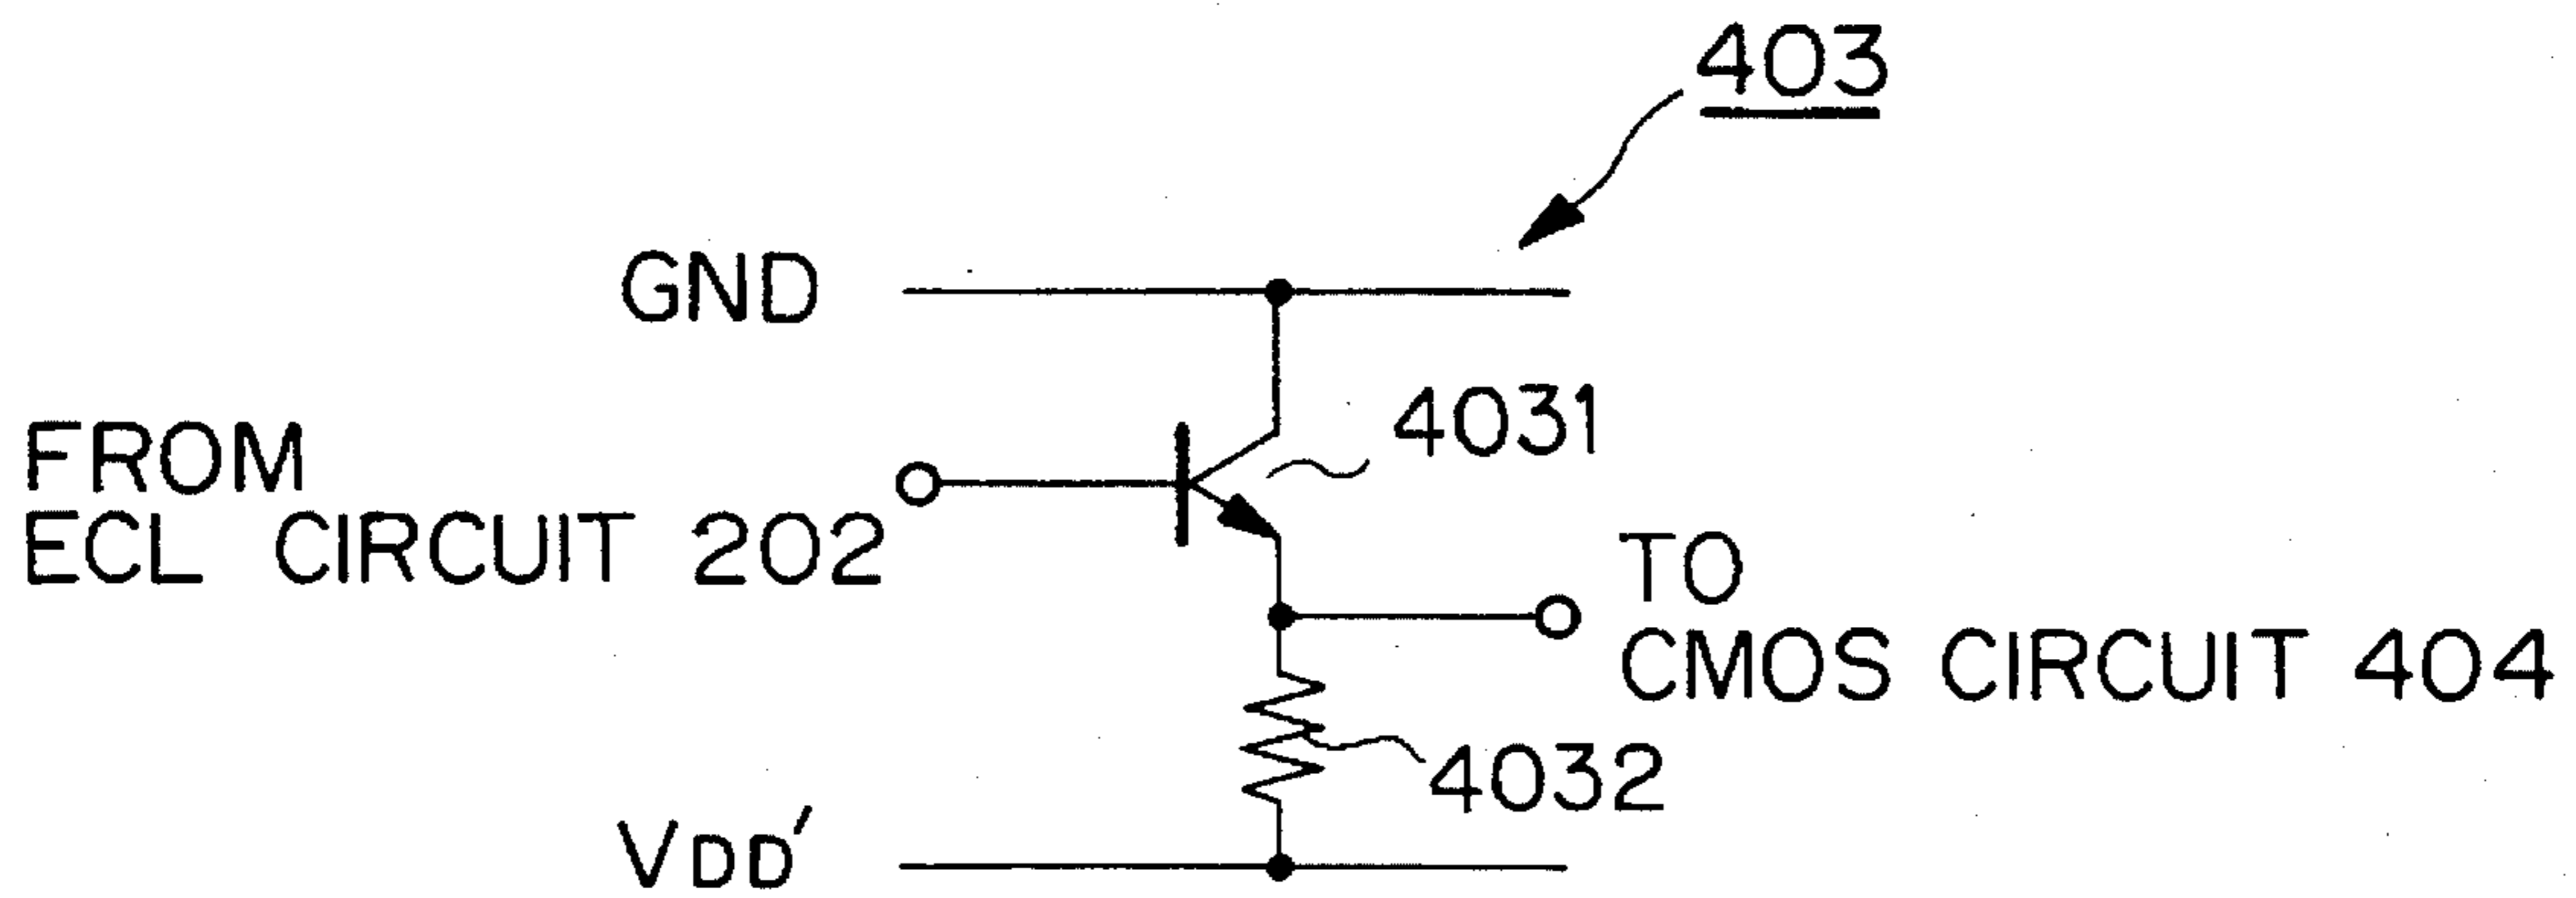 403
GND
4031
FROM
ECL CIRCUIT 202
TO
CMOS CIRCUIT 404
4032
VDD'